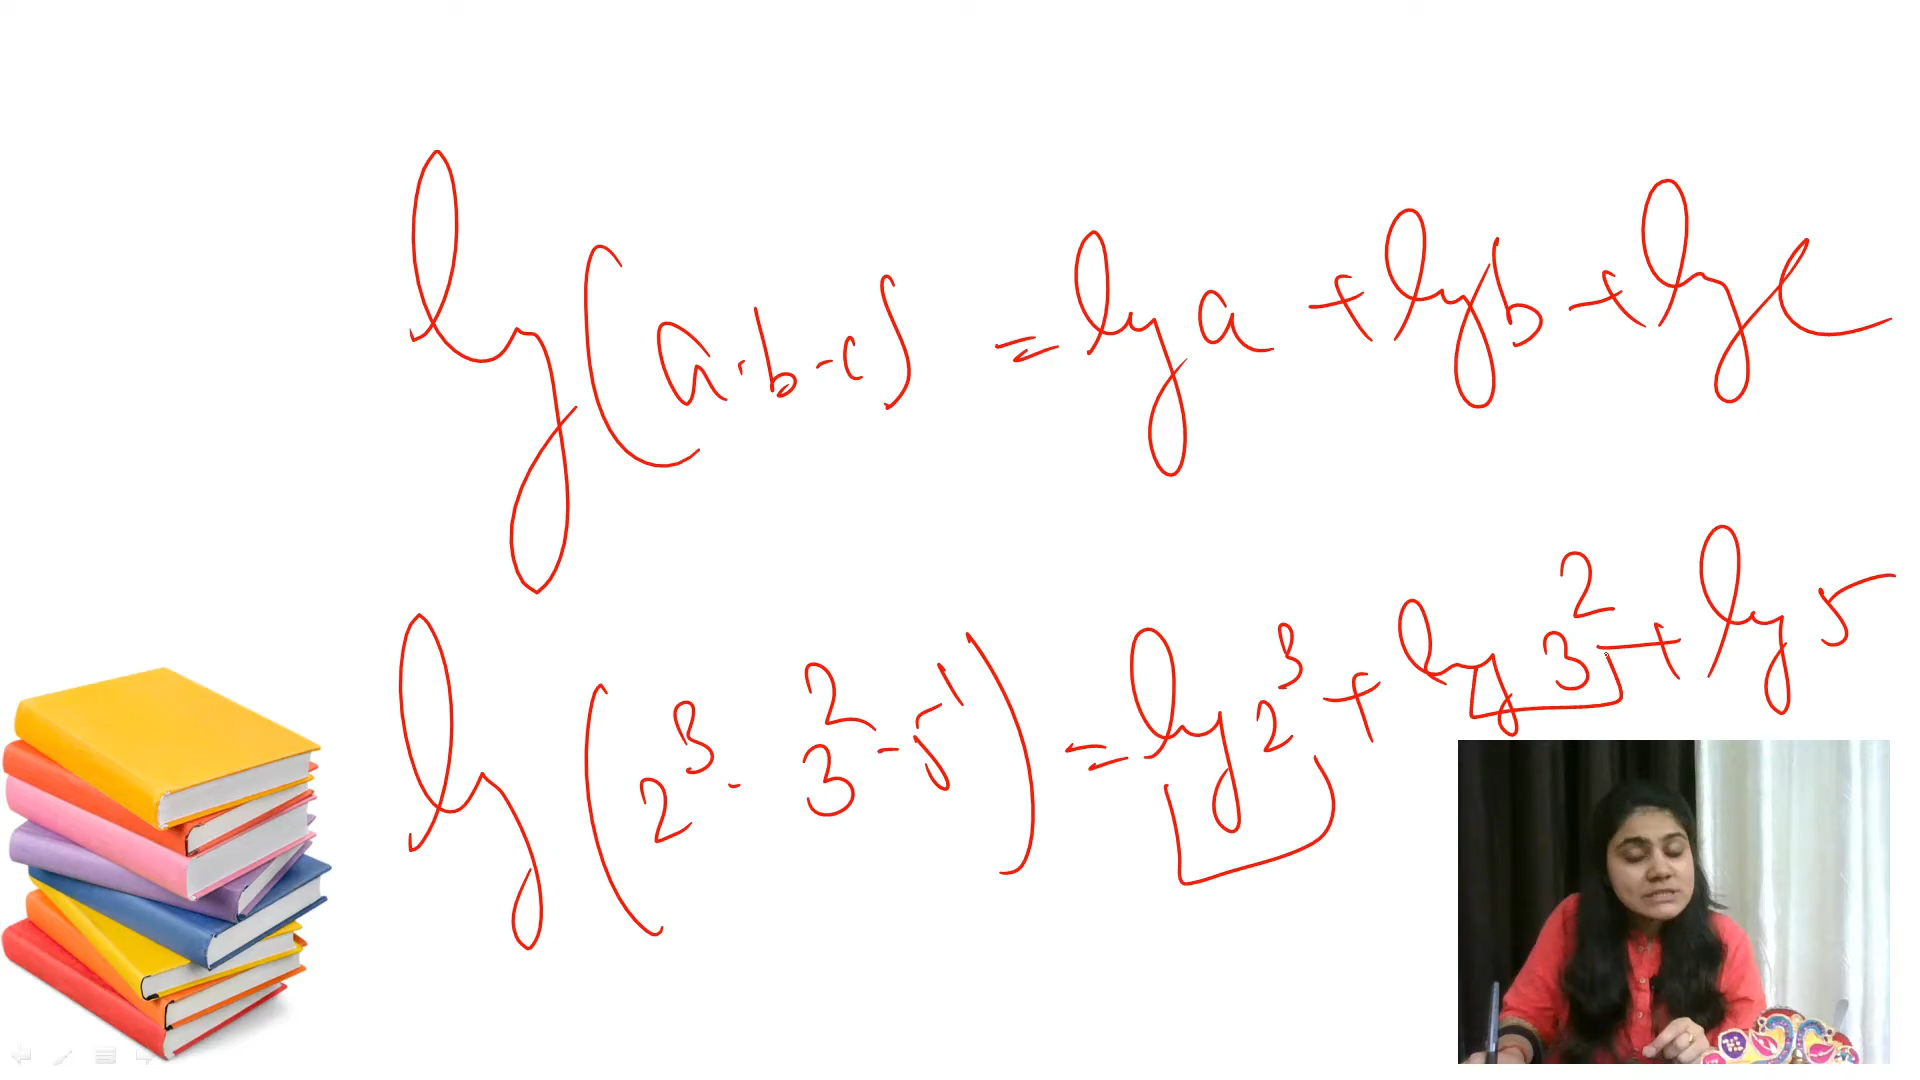 log(a·b·c) = log a + log b + log c
log(2³·3²·5¹) = log 2³ + log 3² + log 5